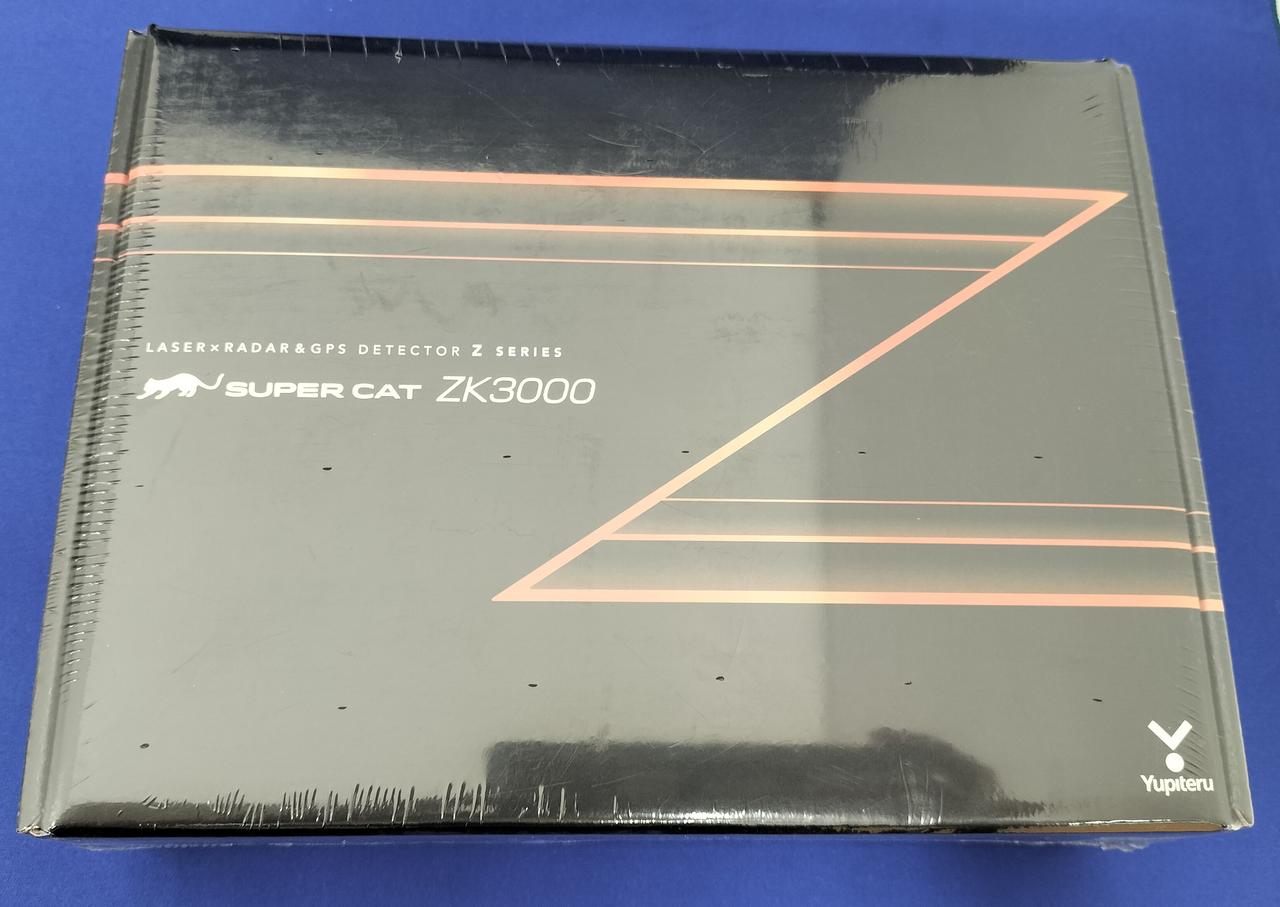 LASER×RADAR&GPS DETECTOR Z SERIES
SUPER CAT ZK3000
Yupiteru